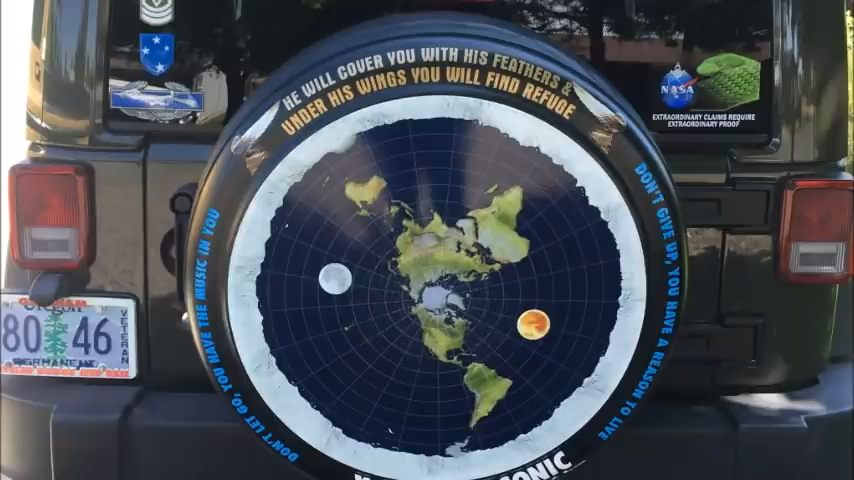 HE WILL COVER YOU WITH HIS FEATHERS &
UNDER HIS WINGS YOU WILL FIND REFUGE
NASA
EXTRAORDINARY CLAIMS REQUIRE
EXTRAORDINARY PROOF
DON'T LET GO, YOU HAVE THE MUSIC IN YOU
DON'T GIVE UP, YOU HAVE A REASON TO LIVE
Oregon
80 46
VETERAN
PERMANENT